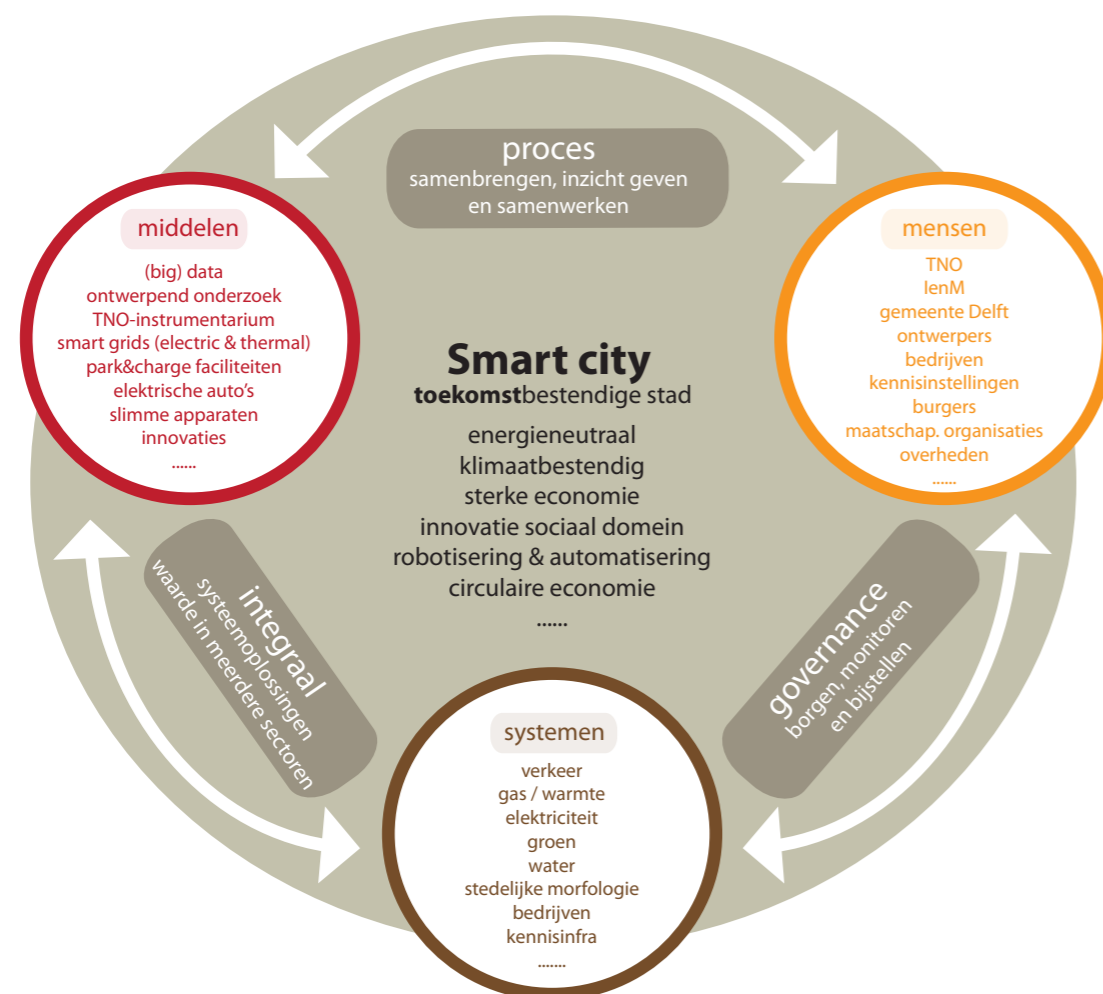 proces
samenbrengen, inzicht geven
en samenwerken
middelen
(big) data
ontwerpend onderzoek
TNO-instrumentarium
smart grids (electric & thermal)
park&charge faciliteiten
elektrische auto's
slimme apparaten
innovaties
......
mensen
TNO
IenM
gemeente Delft
ontwerpers
bedrijven
kennisinstellingen
burgers
maatschap. organisaties
overheden
......
Smart city
toekomstbestendige stad
energieneutraal
klimaatbestendig
sterke economie
innovatie sociaal domein
robotisering & automatisering
circulaire economie
......
integraal
systeemoplossingen
waarde in meerdere sectoren
governance
borgen, monitoren
en bijstellen
systemen
verkeer
gas / warmte
elektriciteit
groen
water
stedelijke morfologie
bedrijven
kennisinfra
.......